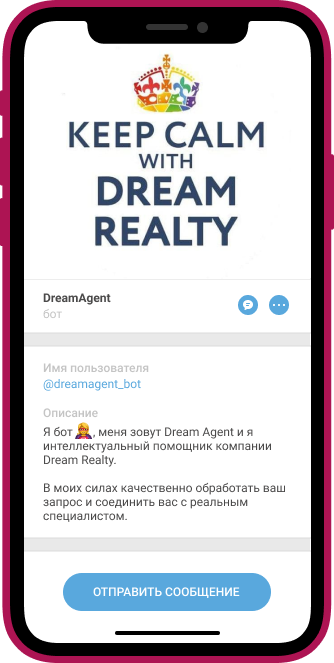 KEEP CALM
WITH
DREAM
REALTY
DreamAgent
бот
Имя пользователя
@dreamagent_bot
Описание
Я бот 🦸‍♀️, меня зовут Dream Agent и я
интеллектуальный помощник компании
Dream Realty.
В моих силах качественно обработать ваш
запрос и соединить вас с реальным
специалистом.
ОТПРАВИТЬ СООБЩЕНИЕ